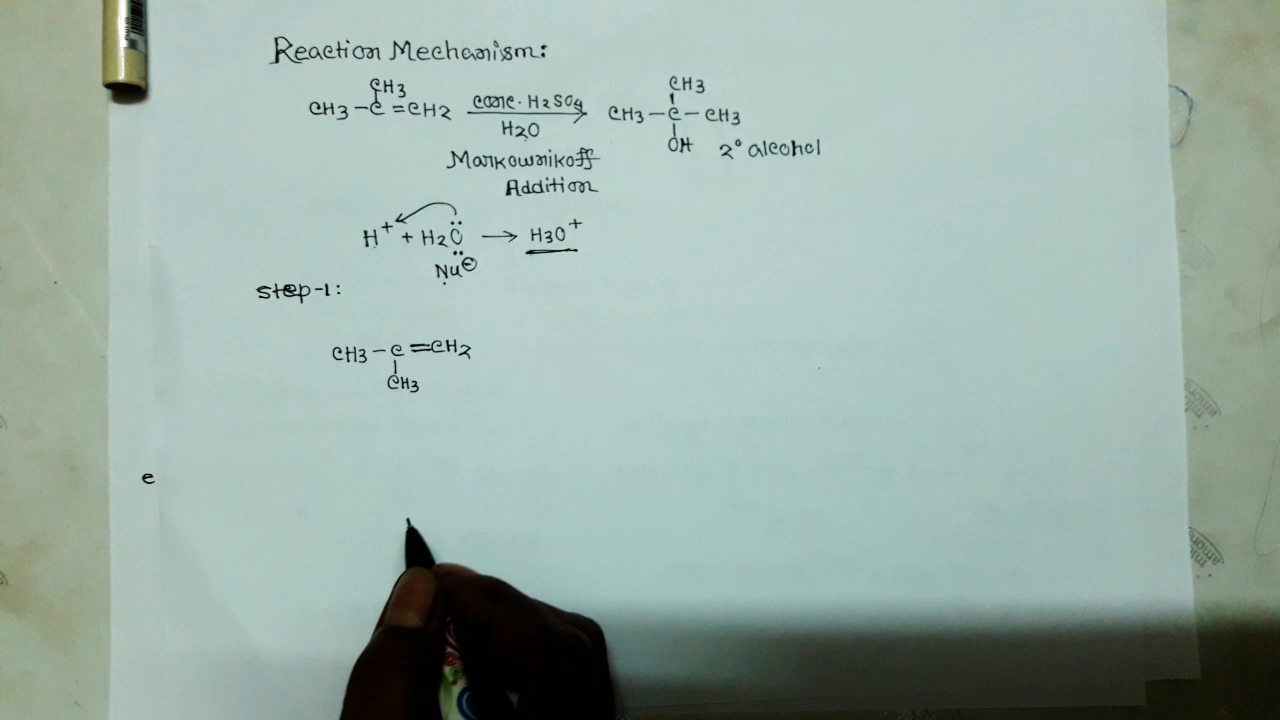 Reaction Mechanism:
CH3
CH3-C=CH2 conc. H2SO4 CH3-C-CH3
H2O
CH3
OH 2° alcohol
Markownikoff
Addition
H+ + H2O → H3O+
Nu⊖
step-1:
CH3-C=CH2
CH3
e